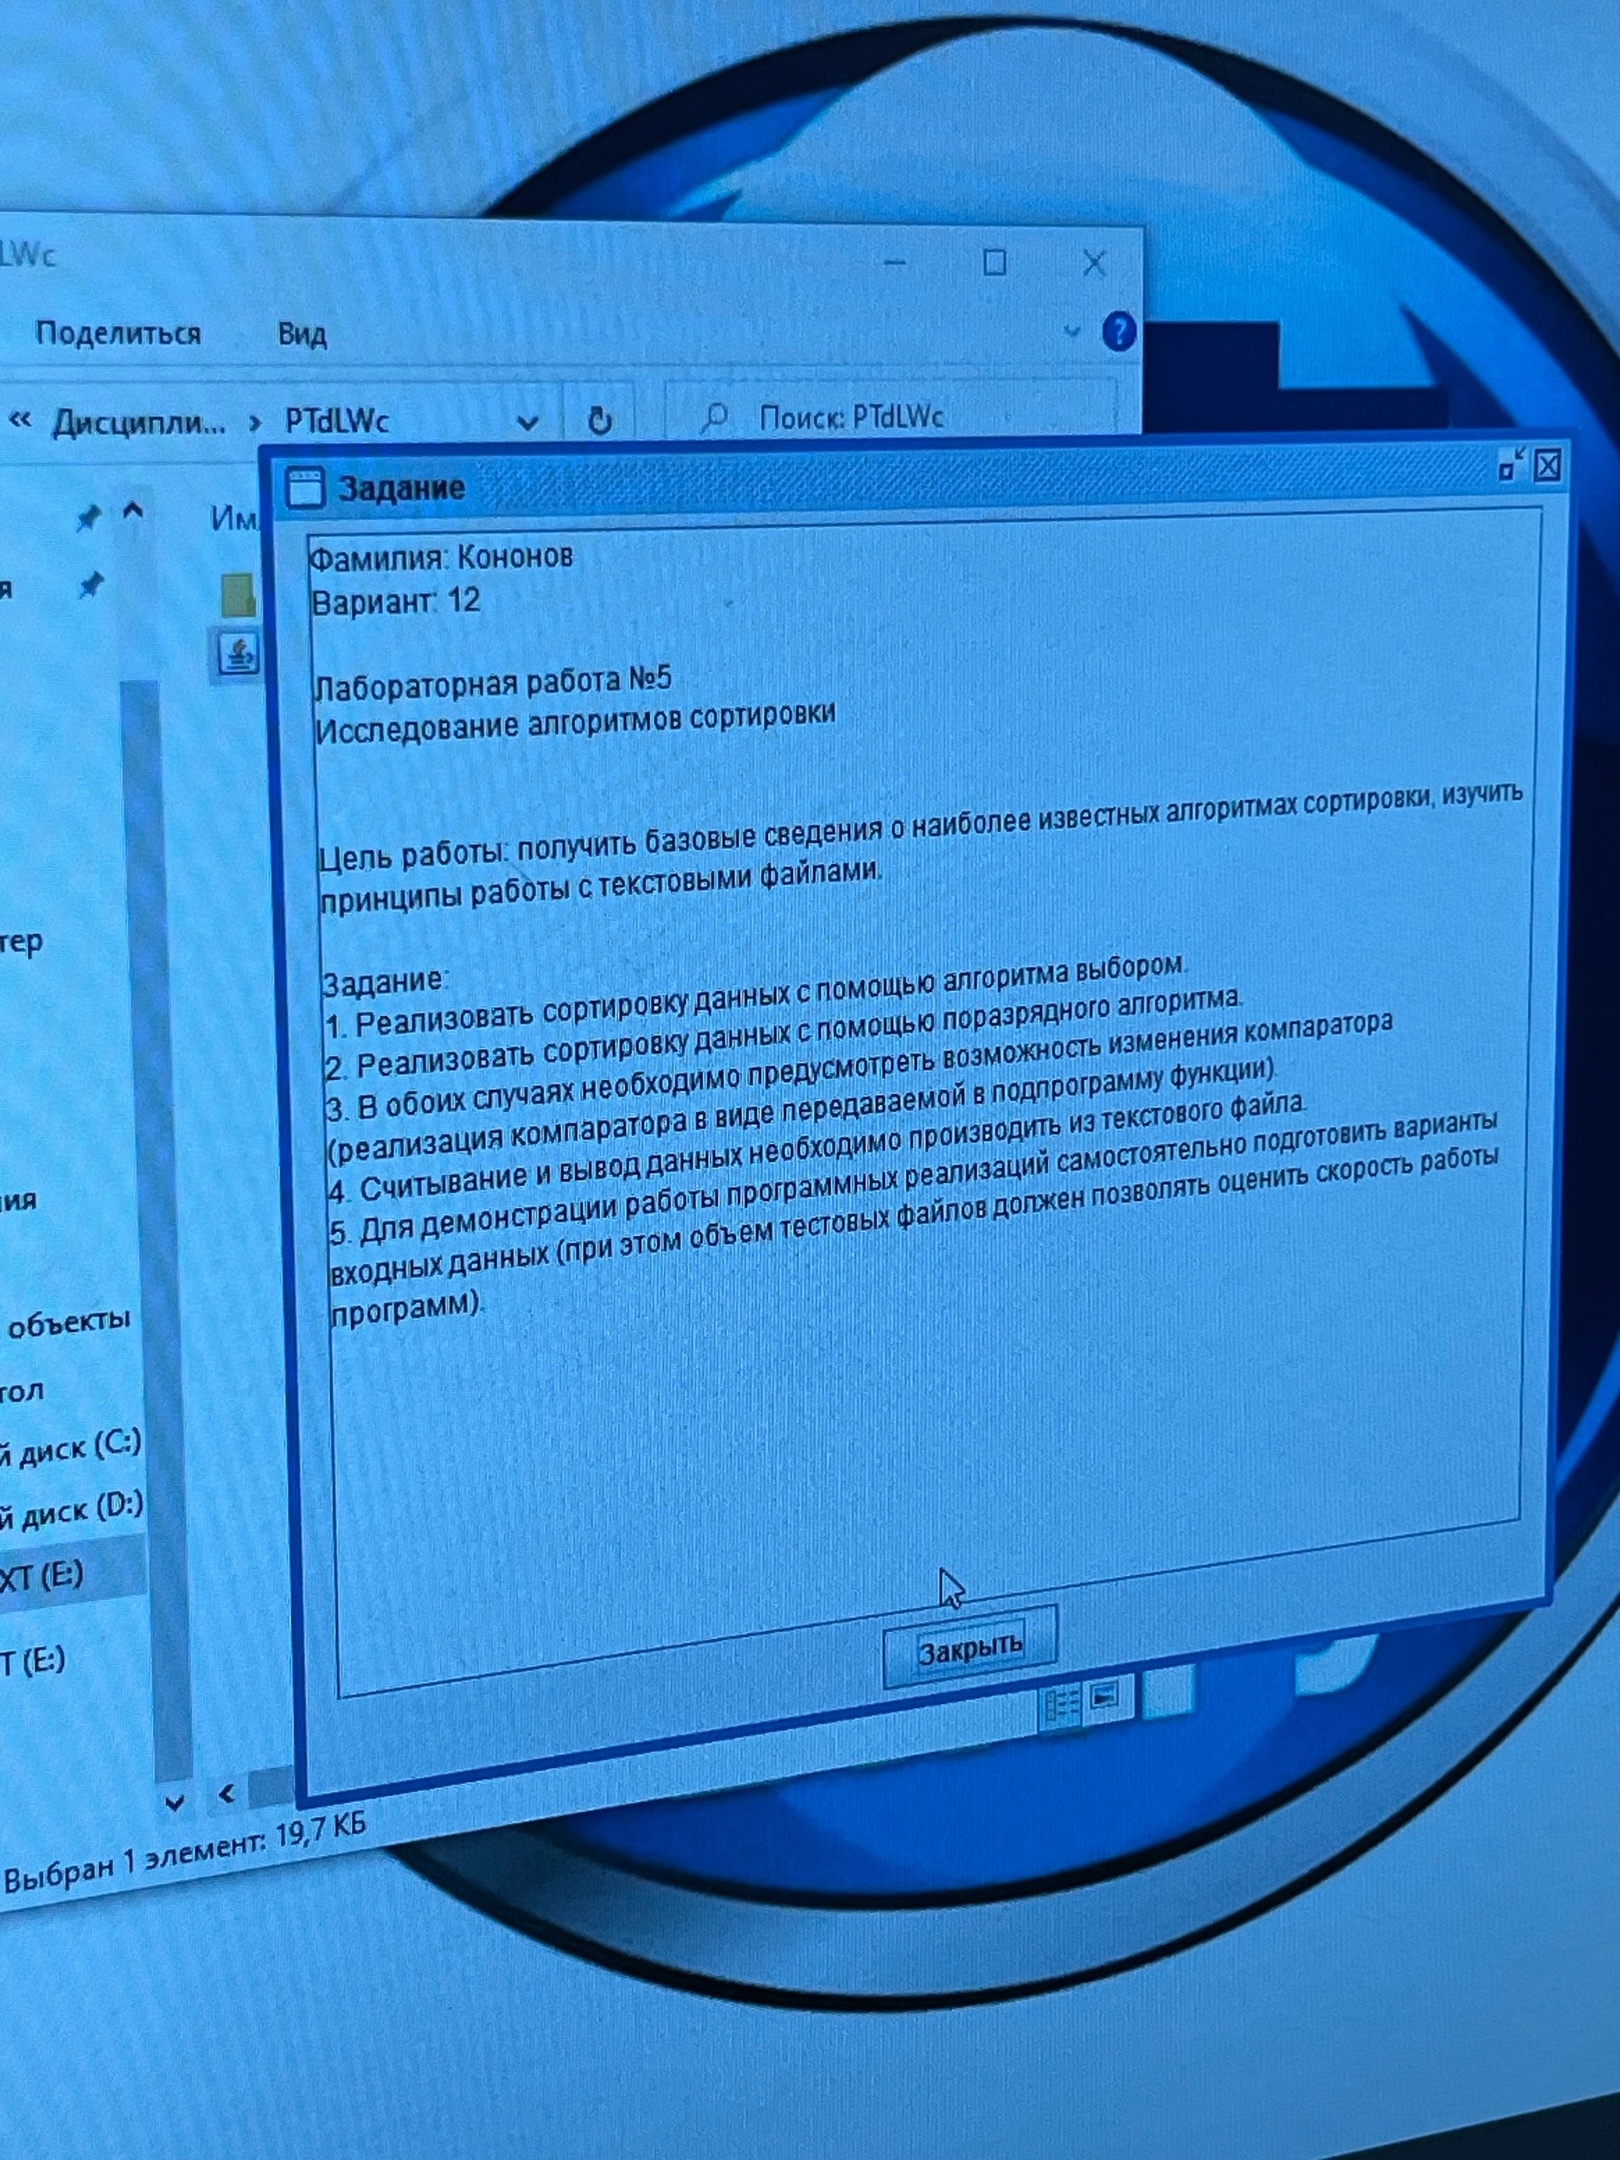 LWc
Поделиться Вид
« Дисципли... › PTdLWc Поиск: PTdLWc
Задание
Фамилия: Кононов
Вариант: 12
Лабораторная работа №5
Исследование алгоритмов сортировки
Цель работы: получить базовые сведения о наиболее известных алгоритмах сортировки, изучить
принципы работы с текстовыми файлами.
Задание:
1. Реализовать сортировку данных с помощью алгоритма выбором.
2. Реализовать сортировку данных с помощью поразрядного алгоритма.
3. В обоих случаях необходимо предусмотреть возможность изменения компаратора
(реализация компаратора в виде передаваемой в подпрограмму функции).
4. Считывание и вывод данных необходимо производить из текстового файла.
5. Для демонстрации работы программных реализаций самостоятельно подготовить варианты
входных данных (при этом объем тестовых файлов должен позволять оценить скорость работы
программ).
Закрыть
Им
я
тер
ия
объекты
тол
й диск (C:)
й диск (D:)
XT (E:)
T (E:)
Выбран 1 элемент: 19,7 КБ